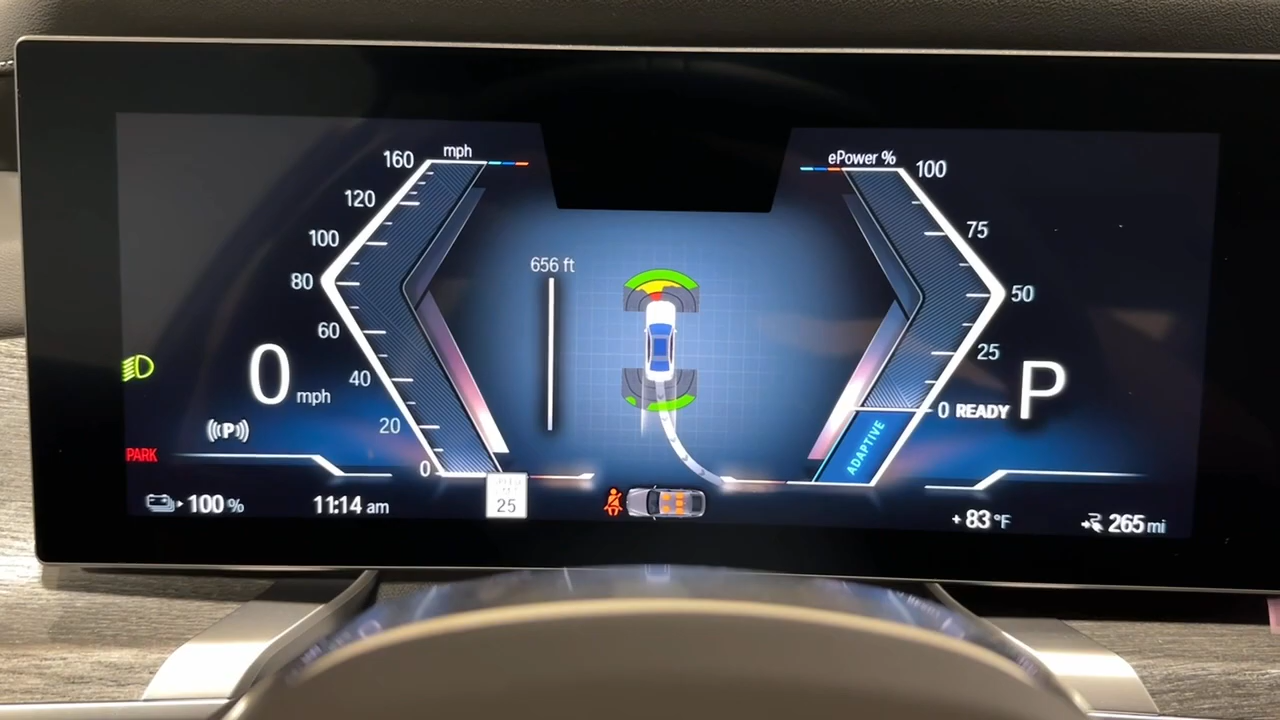 160 mph
120
100
80
60
40
20
0
0 mph
((P))
PARK
100 %
11:14 am
25
656 ft
ePower %
100
75
50
25
0 READY
P
ADAPTIVE
+ 83 °F
265 mi